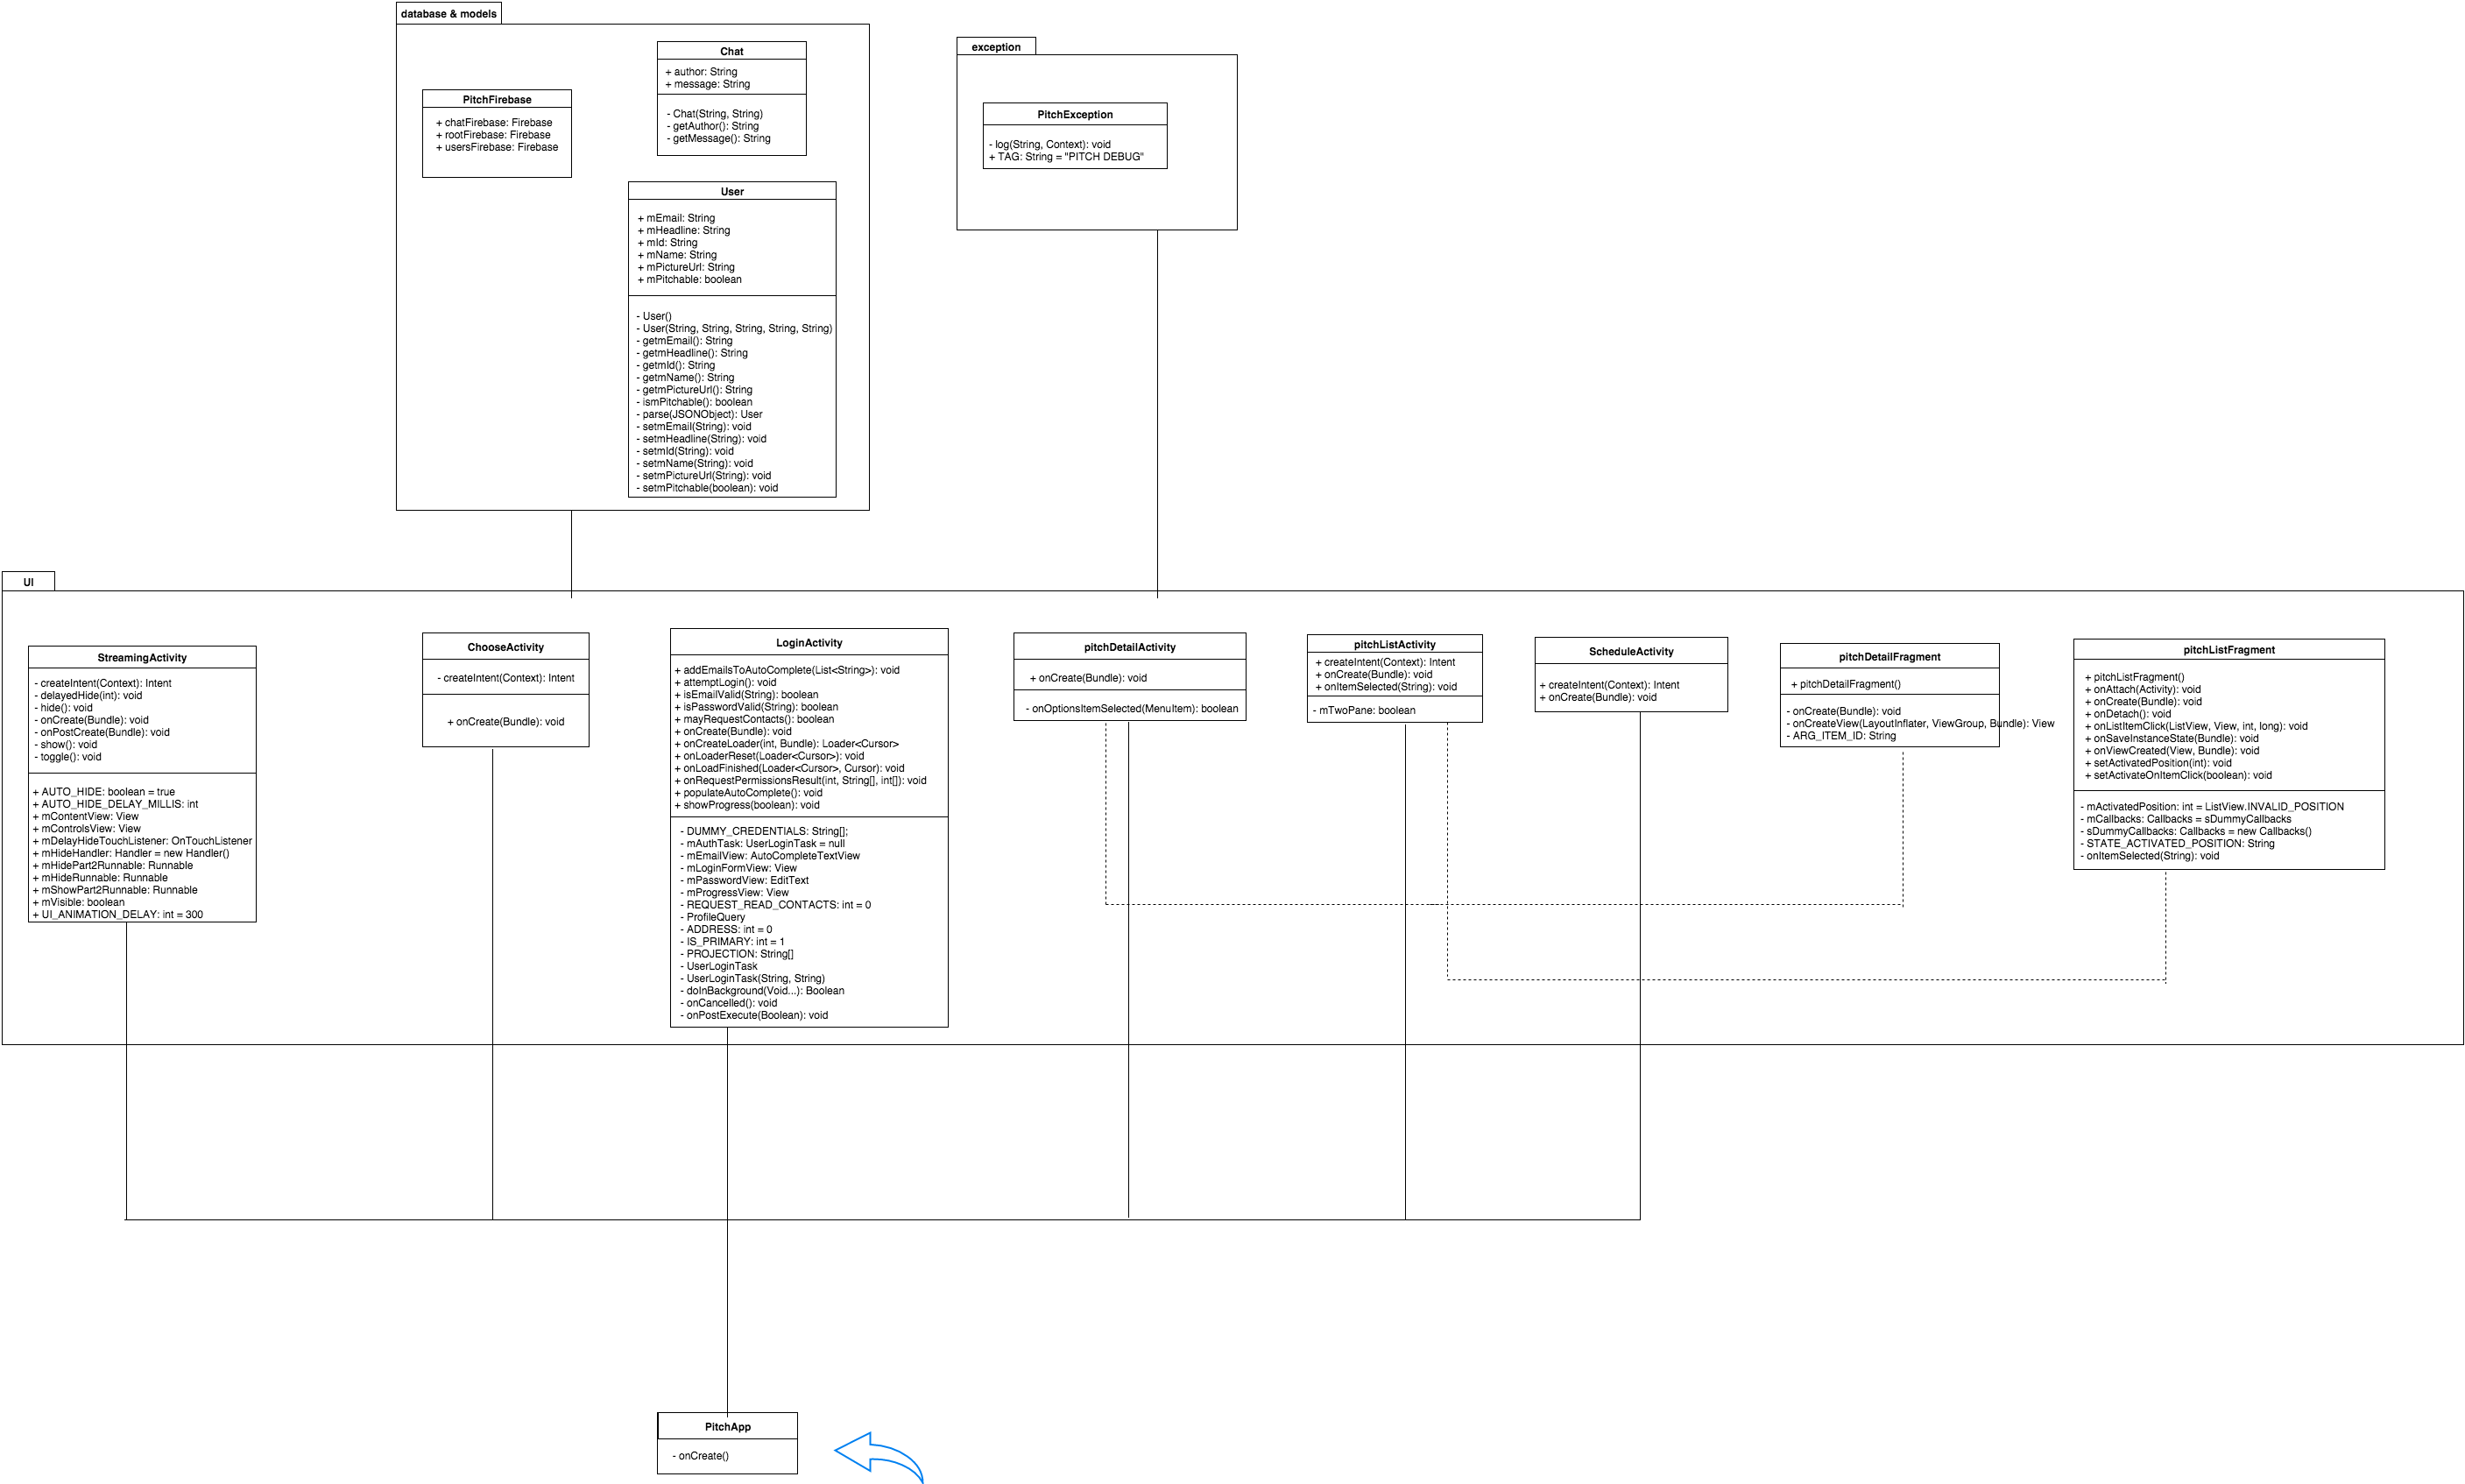 database & models
PitchFirebase
+ chatFirebase: Firebase
+ rootFirebase: Firebase
+ usersFirebase: Firebase
Chat
+ author: String
+ message: String
- Chat(String, String)
- getAuthor(): String
- getMessage(): String
User
+ mEmail: String
+ mHeadline: String
+ mId: String
+ mName: String
+ mPictureUrl: String
+ mPitchable: boolean
- User()
- User(String, String, String, String, String)
- getmEmail(): String
- getmHeadline(): String
- getmId(): String
- getmName(): String
- getmPictureUrl(): String
- ismPitchable(): boolean
- parse(JSONObject): User
- setmEmail(String): void
- setmHeadline(String): void
- setmId(String): void
- setmName(String): void
- setmPictureUrl(String): void
- setmPitchable(boolean): void
exception
PitchException
- log(String, Context): void
+ TAG: String = "PITCH DEBUG"
UI
StreamingActivity
- createIntent(Context): Intent
- delayedHide(int): void
- hide(): void
- onCreate(Bundle): void
- onPostCreate(Bundle): void
- show(): void
- toggle(): void
+ AUTO_HIDE: boolean = true
+ AUTO_HIDE_DELAY_MILLIS: int
+ mContentView: View
+ mControlsView: View
+ mDelayHideTouchListener: OnTouchListener
+ mHideHandler: Handler = new Handler()
+ mHidePart2Runnable: Runnable
+ mHideRunnable: Runnable
+ mShowPart2Runnable: Runnable
+ mVisible: boolean
+ UI_ANIMATION_DELAY: int = 300
ChooseActivity
- createIntent(Context): Intent
+ onCreate(Bundle): void
LoginActivity
+ addEmailsToAutoComplete(List<String>): void
+ attemptLogin(): void
+ isEmailValid(String): boolean
+ isPasswordValid(String): boolean
+ mayRequestContacts(): boolean
+ onCreate(Bundle): void
+ onCreateLoader(int, Bundle): Loader<Cursor>
+ onLoaderReset(Loader<Cursor>): void
+ onLoadFinished(Loader<Cursor>, Cursor): void
+ onRequestPermissionsResult(int, String[], int[]): void
+ populateAutoComplete(): void
+ showProgress(boolean): void
- DUMMY_CREDENTIALS: String[];
- mAuthTask: UserLoginTask = null
- mEmailView: AutoCompleteTextView
- mLoginFormView: View
- mPasswordView: EditText
- mProgressView: View
- REQUEST_READ_CONTACTS: int = 0
- ProfileQuery
- ADDRESS: int = 0
- IS_PRIMARY: int = 1
- PROJECTION: String[]
- UserLoginTask
- UserLoginTask(String, String)
- doInBackground(Void...): Boolean
- onCancelled(): void
- onPostExecute(Boolean): void
pitchDetailActivity
+ onCreate(Bundle): void
- onOptionsItemSelected(MenuItem): boolean
pitchListActivity
+ createIntent(Context): Intent
+ onCreate(Bundle): void
+ onItemSelected(String): void
- mTwoPane: boolean
ScheduleActivity
+ createIntent(Context): Intent
+ onCreate(Bundle): void
pitchDetailFragment
+ pitchDetailFragment()
- onCreate(Bundle): void
- onCreateView(LayoutInflater, ViewGroup, Bundle): View
- ARG_ITEM_ID: String
pitchListFragment
+ pitchListFragment()
+ onAttach(Activity): void
+ onCreate(Bundle): void
+ onDetach(): void
+ onListItemClick(ListView, View, int, long): void
+ onSaveInstanceState(Bundle): void
+ onViewCreated(View, Bundle): void
+ setActivatedPosition(int): void
+ setActivateOnItemClick(boolean): void
- mActivatedPosition: int = ListView.INVALID_POSITION
- mCallbacks: Callbacks = sDummyCallbacks
- sDummyCallbacks: Callbacks = new Callbacks()
- STATE_ACTIVATED_POSITION: String
- onItemSelected(String): void
PitchApp
- onCreate()